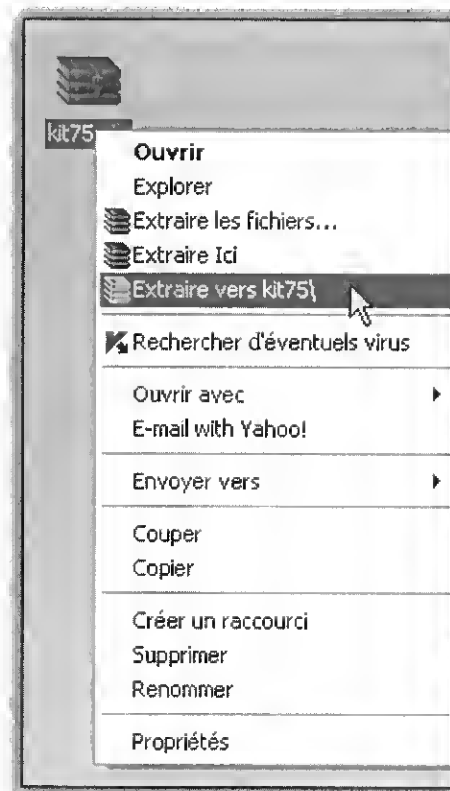 kit75
Ouvrir
Explorer
Extraire les fichiers...
Extraire Ici
Extraire vers kit75\
Rechercher d'éventuels virus
Ouvrir avec
E-mail with Yahoo!
Envoyer vers
Couper
Copier
Créer un raccourci
Supprimer
Renommer
Propriétés